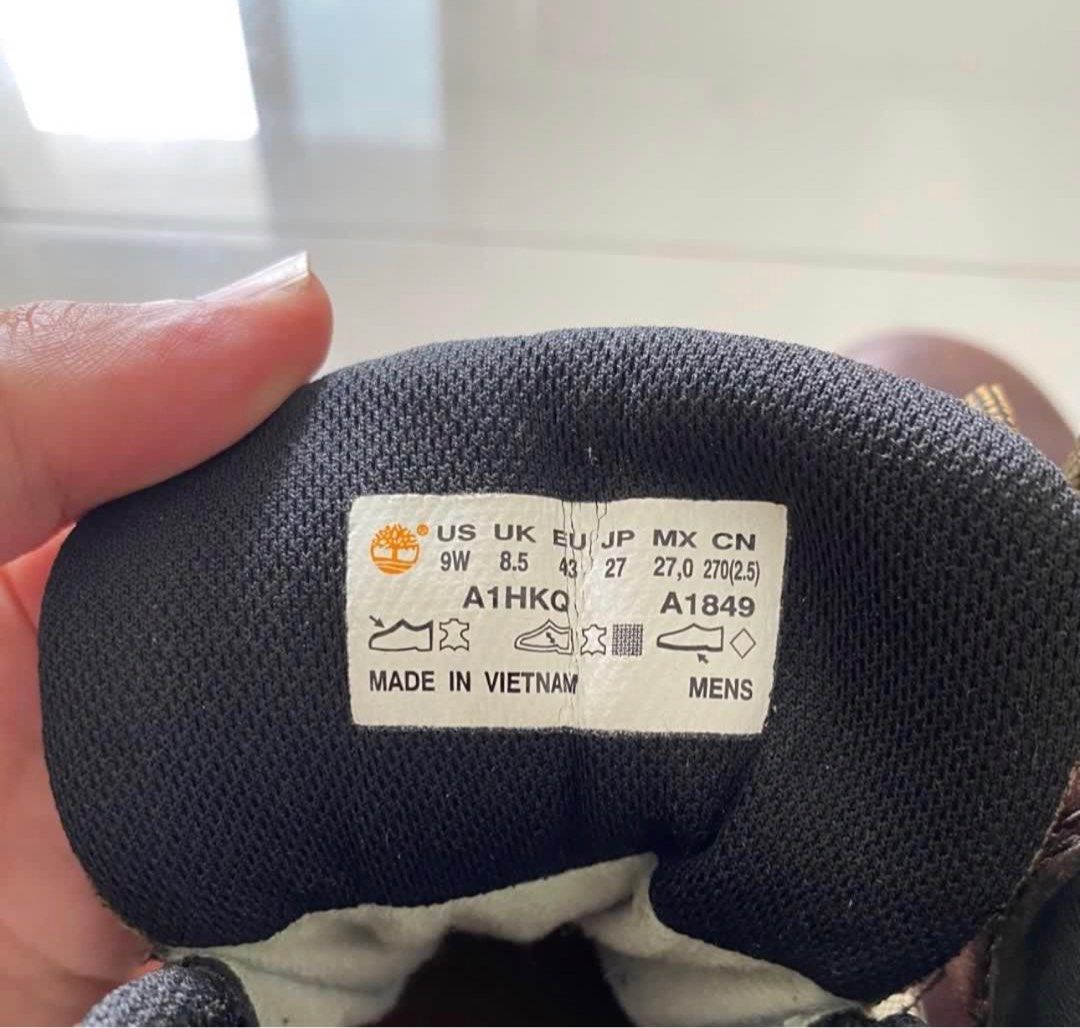 ® US UK EU JP MX CN
9W 8.5 43 27 27,0 270(2.5)
A1HKQ A1849
MADE IN VIETNAM MENS